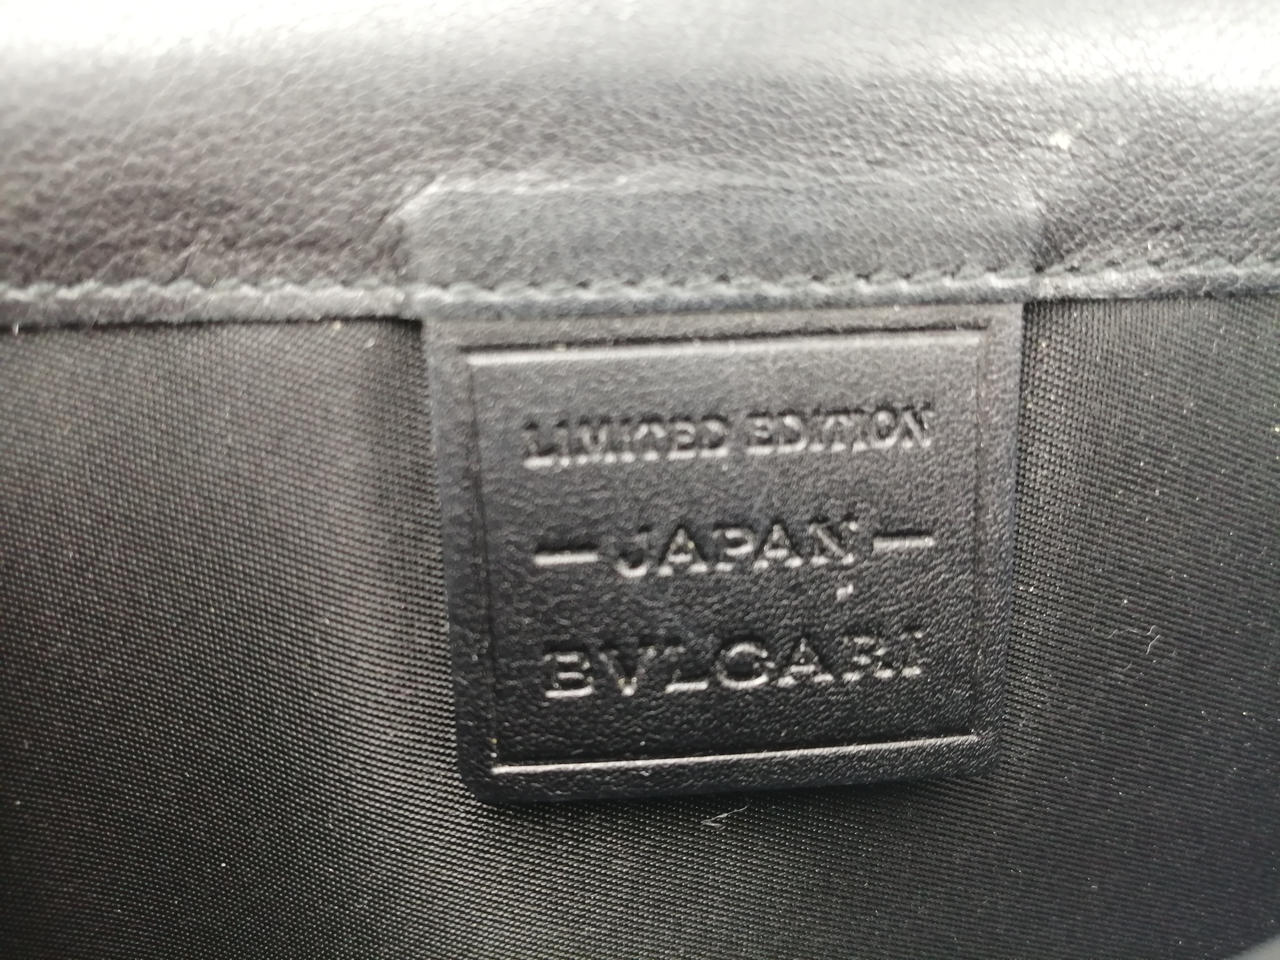 LIMITED EDITION
— JAPAN —
BVLGARI